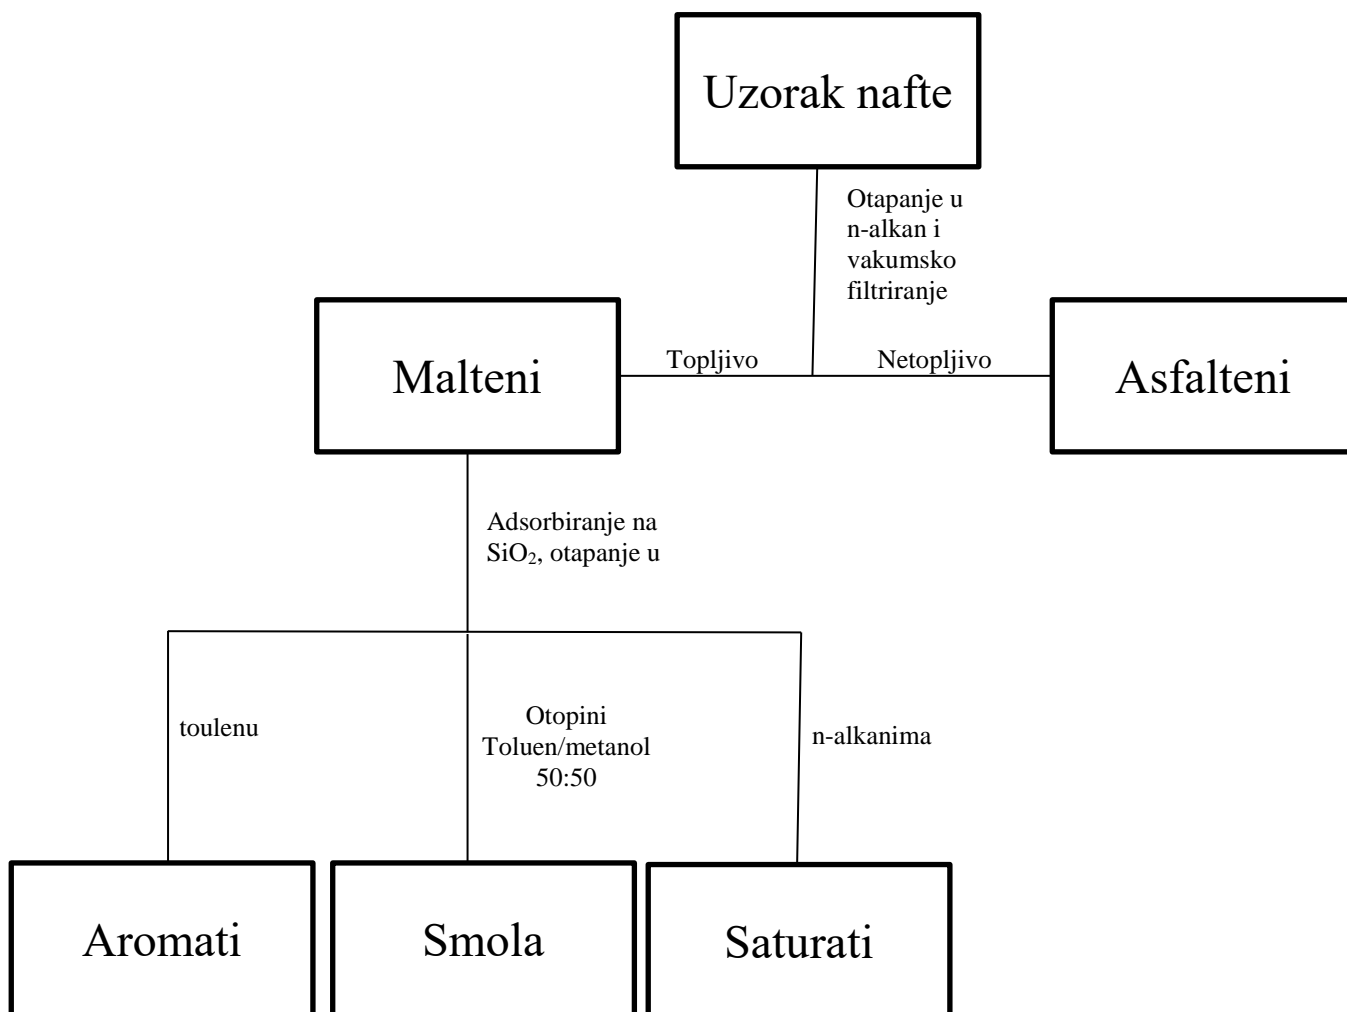 Uzorak nafte
Otapanje u
n-alkan i
vakumsko
filtriranje
Malteni
Topljivo
Netopljivo
Asfalteni
Adsorbiranje na
SiO₂, otapanje u
toulenu
Otopini
Toluen/metanol
50:50
n-alkanima
Aromati
Smola
Saturati